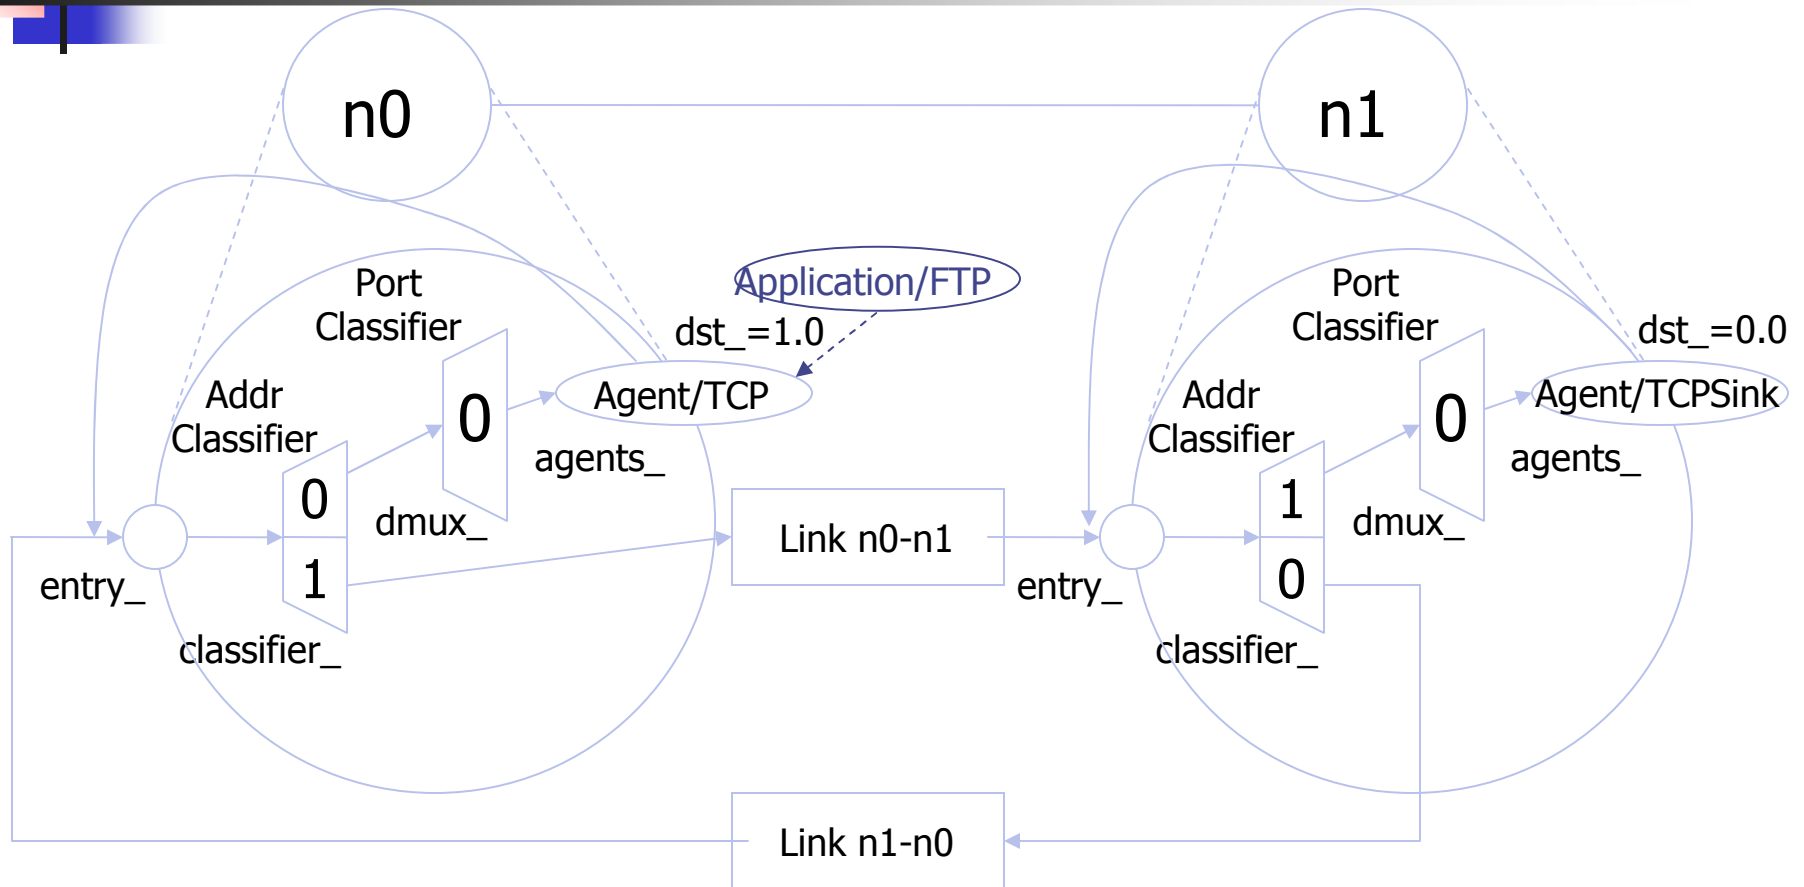 n0
n1
Port
Classifier
Application/FTP
dst_=1.0
Addr
Classifier
0
Agent/TCP
agents_
0
1
dmux_
entry_
classifier_
Link n0-n1
Port
Classifier
dst_=0.0
Addr
Classifier
0
Agent/TCPSink
agents_
1
0
dmux_
entry_
classifier_
Link n1-n0